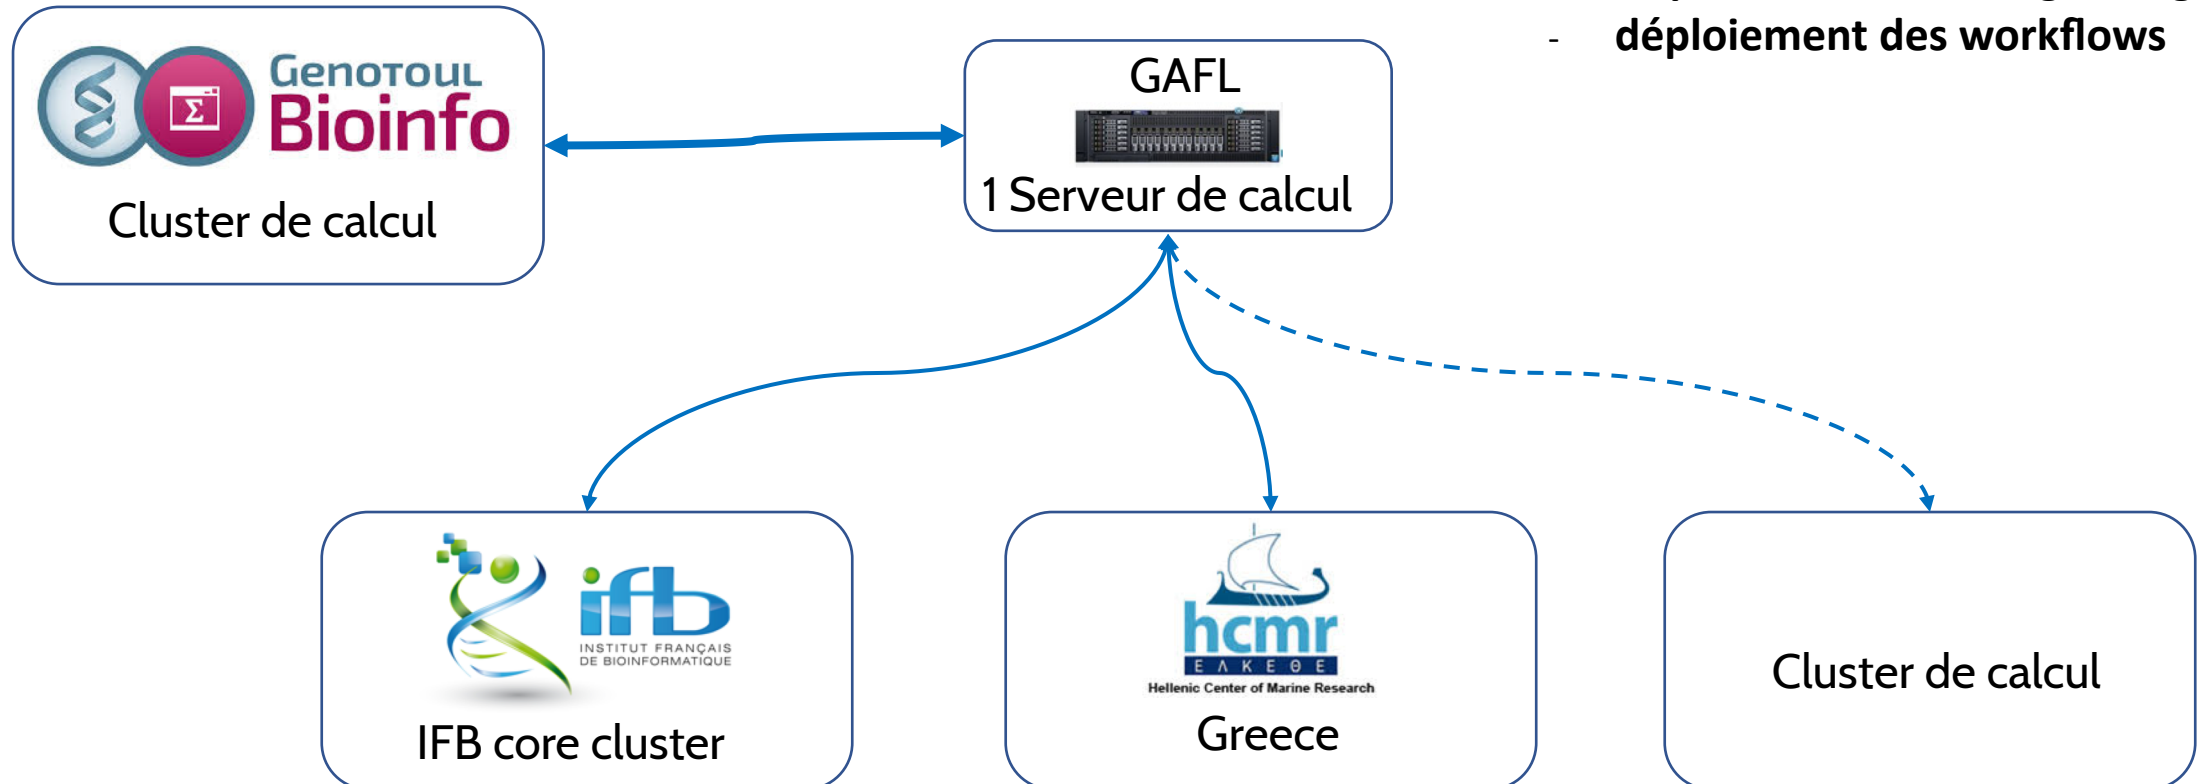 - déploiement des workflows
GENOTOUL
Bioinfo
Σ
Cluster de calcul
GAFL
1 Serveur de calcul
ifb
INSTITUT FRANÇAIS
DE BIOINFORMATIQUE
IFB core cluster
hcmr
ΕΛΚΕΘΕ
Hellenic Center of Marine Research
Greece
Cluster de calcul